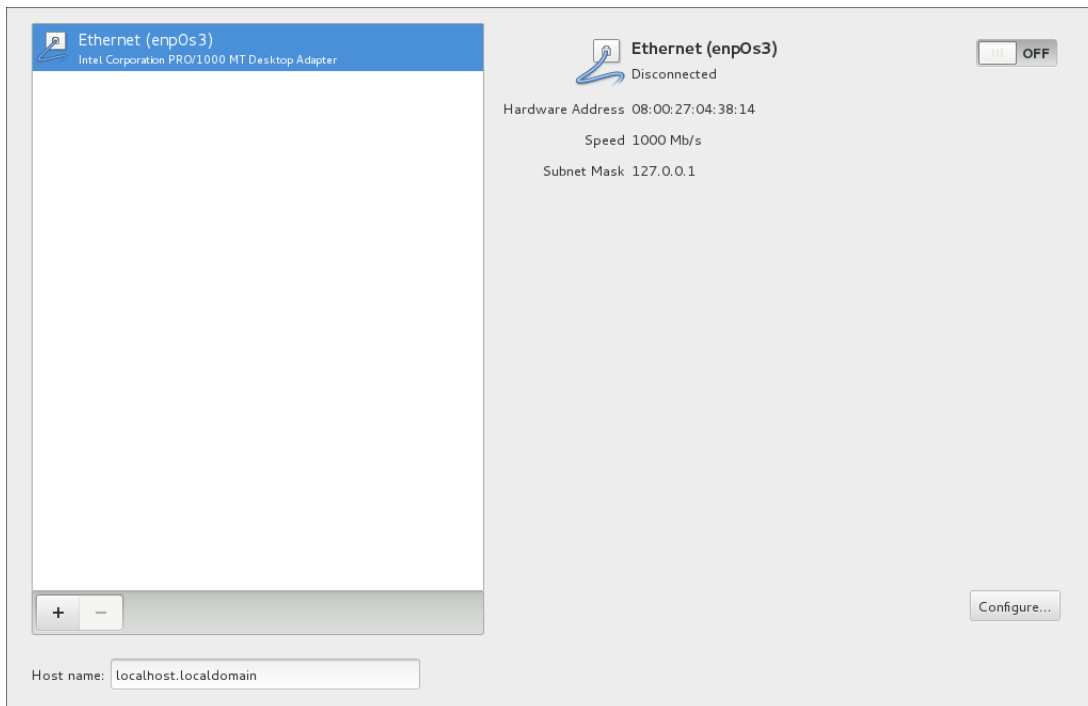 Ethernet (enp0s3)
Intel Corporation PRO/1000 MT Desktop Adapter
Ethernet (enp0s3)
OFF
Disconnected
Hardware Address 08:00:27:04:38:14
Speed 1000 Mb/s
Subnet Mask 127.0.0.1
+ −
Configure...
Host name: localhost.localdomain